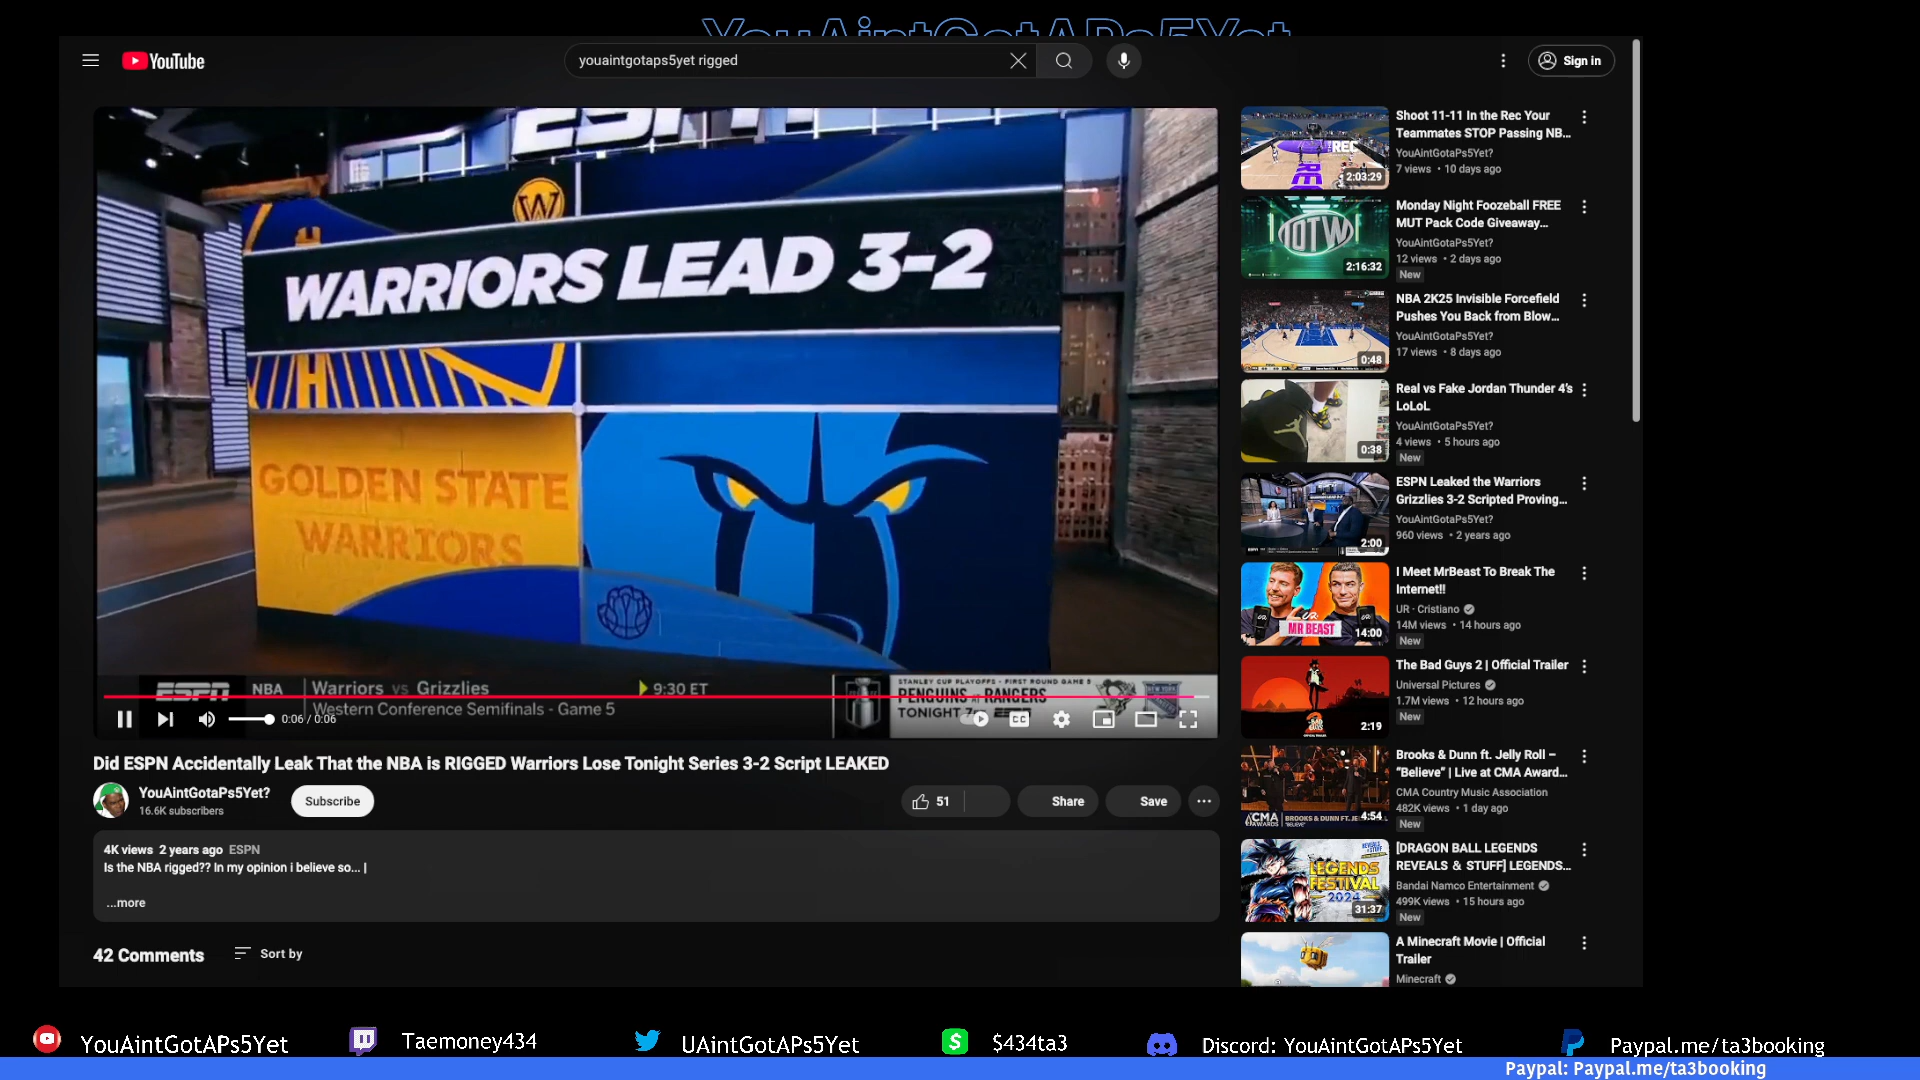 YouAintGotAPs5Yet
YouTube
youaintgotaps5yet rigged
Sign in
ESPN
W
WARRIORS LEAD 3-2
GOLDEN STATE
WARRIORS
ESPN
NBA
Warriors vs Grizzlies
9:30 ET
Western Conference Semifinals - Game 5
STANLEY CUP PLAYOFFS - FIRST ROUND GAME 5
PENGUINS AT RANGERS
TONIGHT 7
0:06 / 0:06
CC
Did ESPN Accidentally Leak That the NBA is RIGGED Warriors Lose Tonight Series 3-2 Script LEAKED
YouAintGotaPs5Yet?
16.6K subscribers
Subscribe
51
Share
Save
4K views 2 years ago ESPN
Is the NBA rigged?? In my opinion i believe so... |
...more
42 Comments
Sort by
REC
2:03:29
Shoot 11-11 In the Rec Your
Teammates STOP Passing NB...
YouAintGotaPs5Yet?
7 views • 10 days ago
TOTW
2:16:32
Monday Night Foozeball FREE
MUT Pack Code Giveaway...
YouAintGotaPs5Yet?
12 views • 2 days ago
New
0:48
NBA 2K25 Invisible Forcefield
Pushes You Back from Blow...
YouAintGotaPs5Yet?
17 views • 8 days ago
0:38
Real vs Fake Jordan Thunder 4's
LoLoL
YouAintGotaPs5Yet?
4 views • 5 hours ago
New
2:00
ESPN Leaked the Warriors
Grizzlies 3-2 Scripted Proving...
YouAintGotaPs5Yet?
960 views • 2 years ago
MR BEAST
14:00
I Meet MrBeast To Break The
Internet!!
UR · Cristiano
14M views • 14 hours ago
New
2:19
The Bad Guys 2 | Official Trailer
Universal Pictures
1.7M views • 12 hours ago
New
CMA
AWARDS
BROOKS & DUNN FT. JE
"BELIEVE"
4:54
Brooks & Dunn ft. Jelly Roll –
"Believe" | Live at CMA Award...
CMA Country Music Association
482K views • 1 day ago
New
LEGENDS
FESTIVAL
2024
31:37
[DRAGON BALL LEGENDS
REVEALS & STUFF] LEGENDS...
Bandai Namco Entertainment
499K views • 15 hours ago
New
A Minecraft Movie | Official
Trailer
Minecraft
YouAintGotAPs5Yet
Taemoney434
UAintGotAPs5Yet
$434ta3
Discord: YouAintGotAPs5Yet
Paypal.me/ta3booking
Paypal: Paypal.me/ta3booking